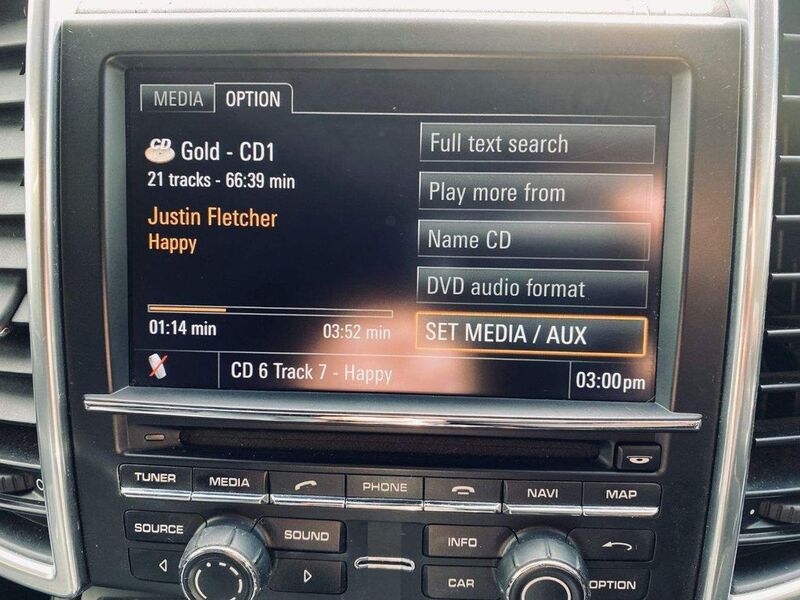 MEDIA OPTION
CD Gold - CD1
21 tracks - 66:39 min
Justin Fletcher
Happy
01:14 min 03:52 min
Full text search
Play more from
Name CD
DVD audio format
SET MEDIA / AUX
CD 6 Track 7 - Happy
03:00pm
TUNER MEDIA PHONE NAVI MAP
SOURCE SOUND INFO
CAR OPTION